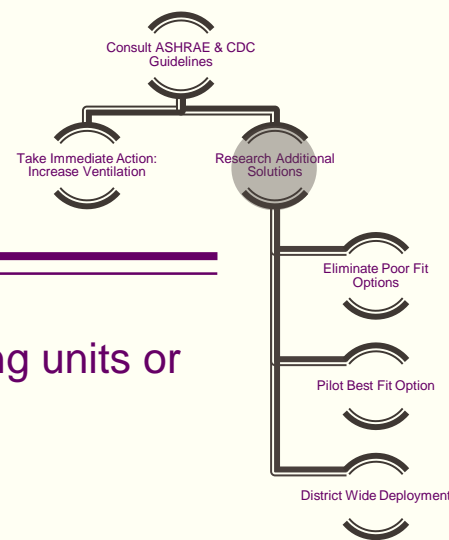 Consult ASHRAE & CDC
Guidelines
Take Immediate Action:
Increase Ventilation
Research Additional
Solutions
Eliminate Poor Fit
Options
ng units or
Pilot Best Fit Option
District Wide Deployment